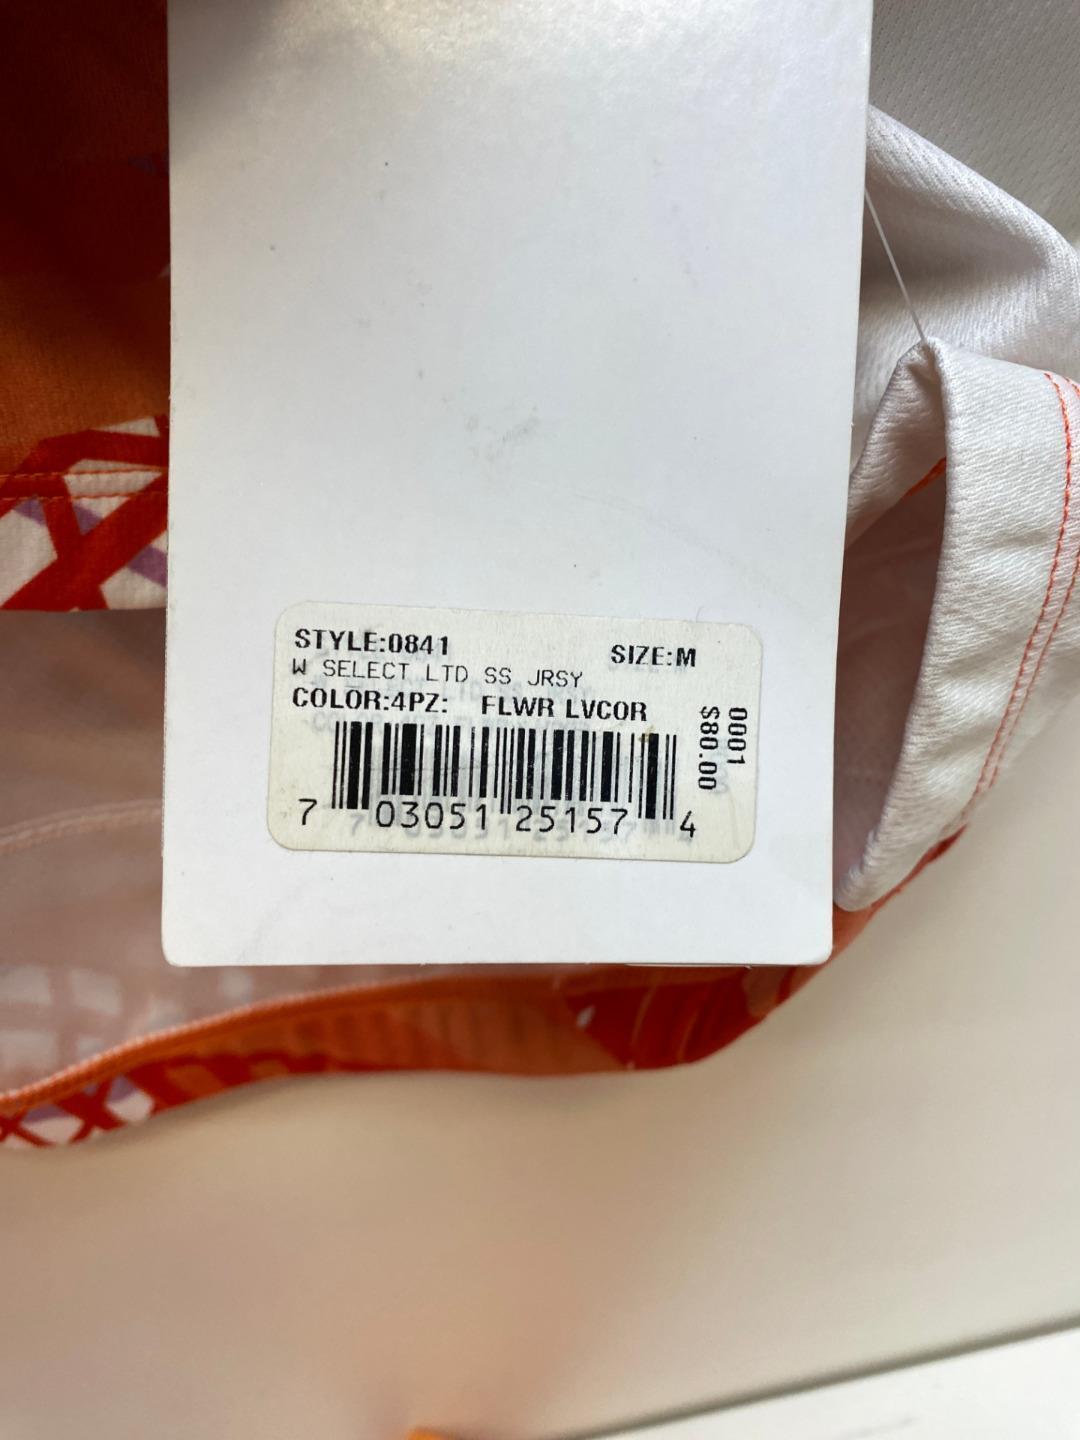 STYLE:0841 SIZE:M
W SELECT LTD SS JRSY
COLOR:4PZ: FLWR LVCOR
0001
$80.00
7 03051 25157 4